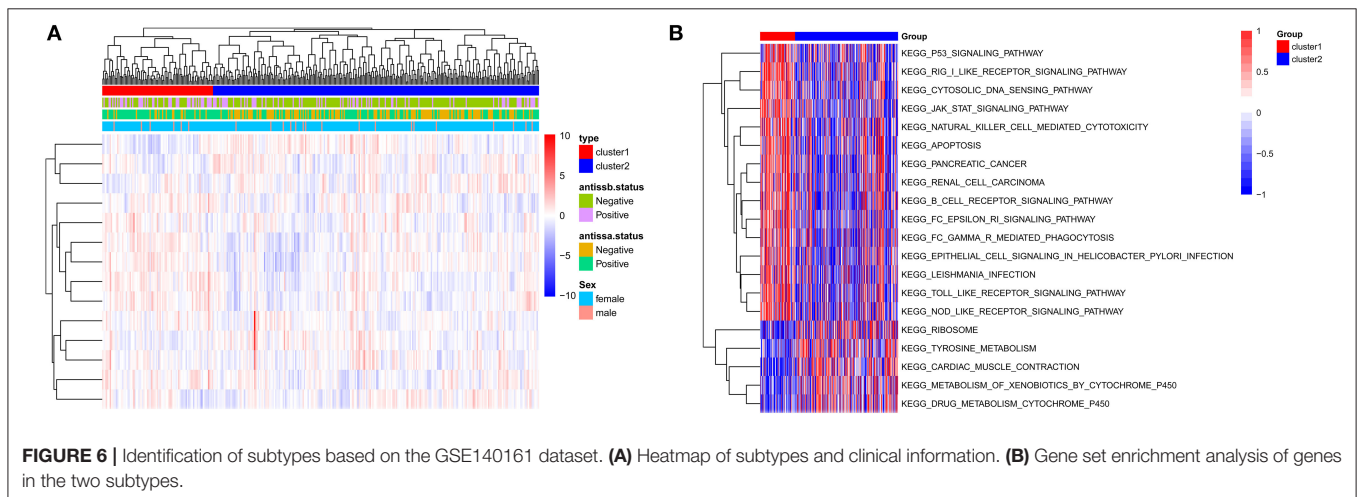 A
10
5
0
−5
−10
type
cluster1
cluster2
antissb.status
Negative
Positive
antissa.status
Negative
Positive
Sex
female
male
B
Group
KEGG_P53_SIGNALING_PATHWAY
KEGG_RIG_I_LIKE_RECEPTOR_SIGNALING_PATHWAY
KEGG_CYTOSOLIC_DNA_SENSING_PATHWAY
KEGG_JAK_STAT_SIGNALING_PATHWAY
KEGG_NATURAL_KILLER_CELL_MEDIATED_CYTOTOXICITY
KEGG_APOPTOSIS
KEGG_PANCREATIC_CANCER
KEGG_RENAL_CELL_CARCINOMA
KEGG_B_CELL_RECEPTOR_SIGNALING_PATHWAY
KEGG_FC_EPSILON_RI_SIGNALING_PATHWAY
KEGG_FC_GAMMA_R_MEDIATED_PHAGOCYTOSIS
KEGG_EPITHELIAL_CELL_SIGNALING_IN_HELICOBACTER_PYLORI_INFECTION
KEGG_LEISHMANIA_INFECTION
KEGG_TOLL_LIKE_RECEPTOR_SIGNALING_PATHWAY
KEGG_NOD_LIKE_RECEPTOR_SIGNALING_PATHWAY
KEGG_RIBOSOME
KEGG_TYROSINE_METABOLISM
KEGG_CARDIAC_MUSCLE_CONTRACTION
KEGG_METABOLISM_OF_XENOBIOTICS_BY_CYTOCHROME_P450
KEGG_DRUG_METABOLISM_CYTOCHROME_P450
1
0.5
0
−0.5
−1
Group
cluster1
cluster2
FIGURE 6 | Identification of subtypes based on the GSE140161 dataset. (A) Heatmap of subtypes and clinical information. (B) Gene set enrichment analysis of genes
in the two subtypes.